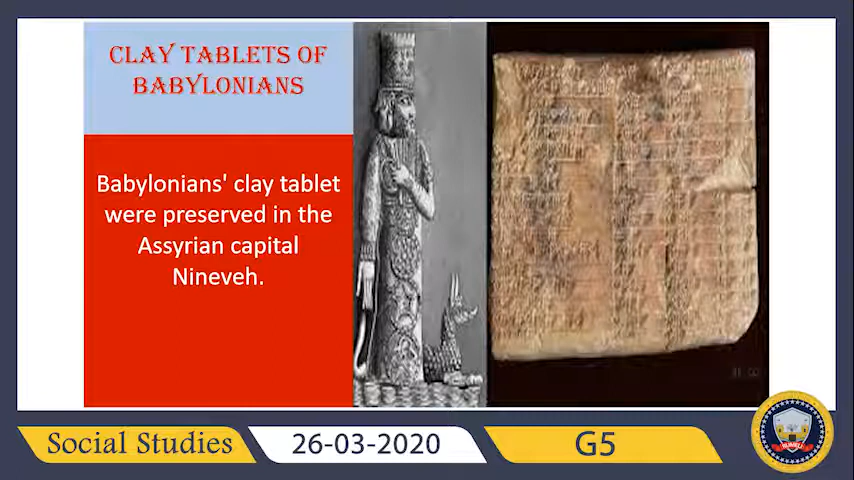 CLAY TABLETS OF
BABYLONIANS
Babylonians' clay tablet
were preserved in the
Assyrian capital
Nineveh.
Social Studies
26-03-2020
G5